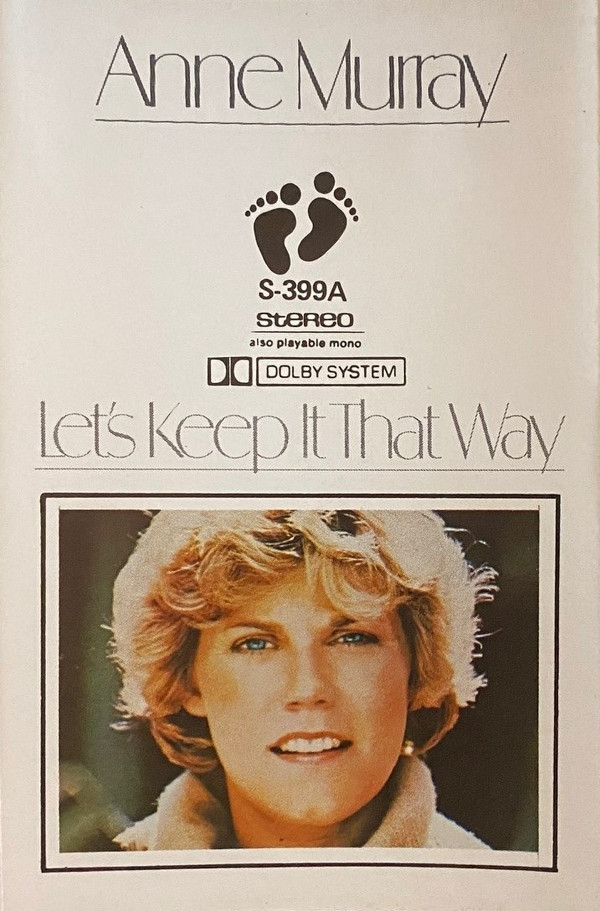 Anne Murray
S-399A
STEREO
also playable mono
DOLBY SYSTEM
Let's Keep It That Way